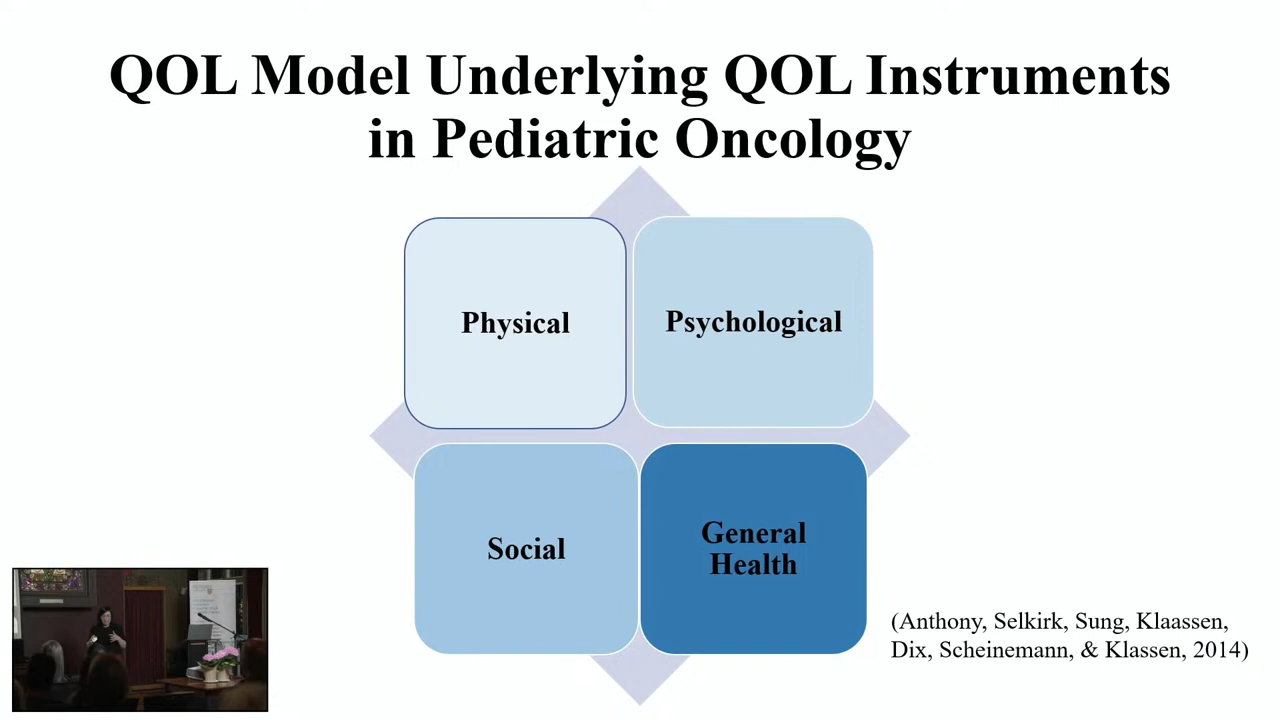 QOL Model Underlying QOL Instruments
in Pediatric Oncology
Physical
Psychological
Social
General
Health
(Anthony, Selkirk, Sung, Klaassen,
Dix, Scheinemann, & Klassen, 2014)